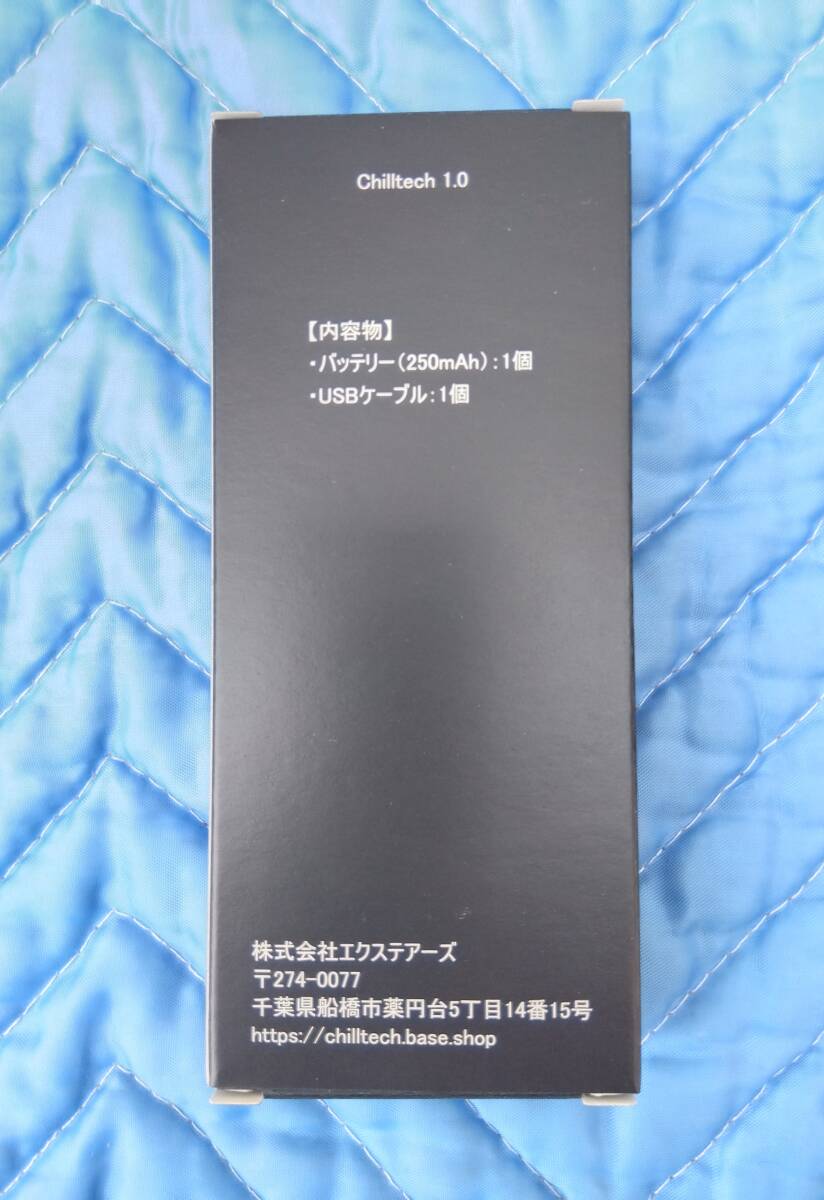 Chilltech 1.0
【内容物】
・バッテリー(250mAh):1個
・USBケーブル:1個
株式会社エクステアーズ
〒274-0077
千葉県船橋市薬円台5丁目14番15号
https://chilltech.base.shop